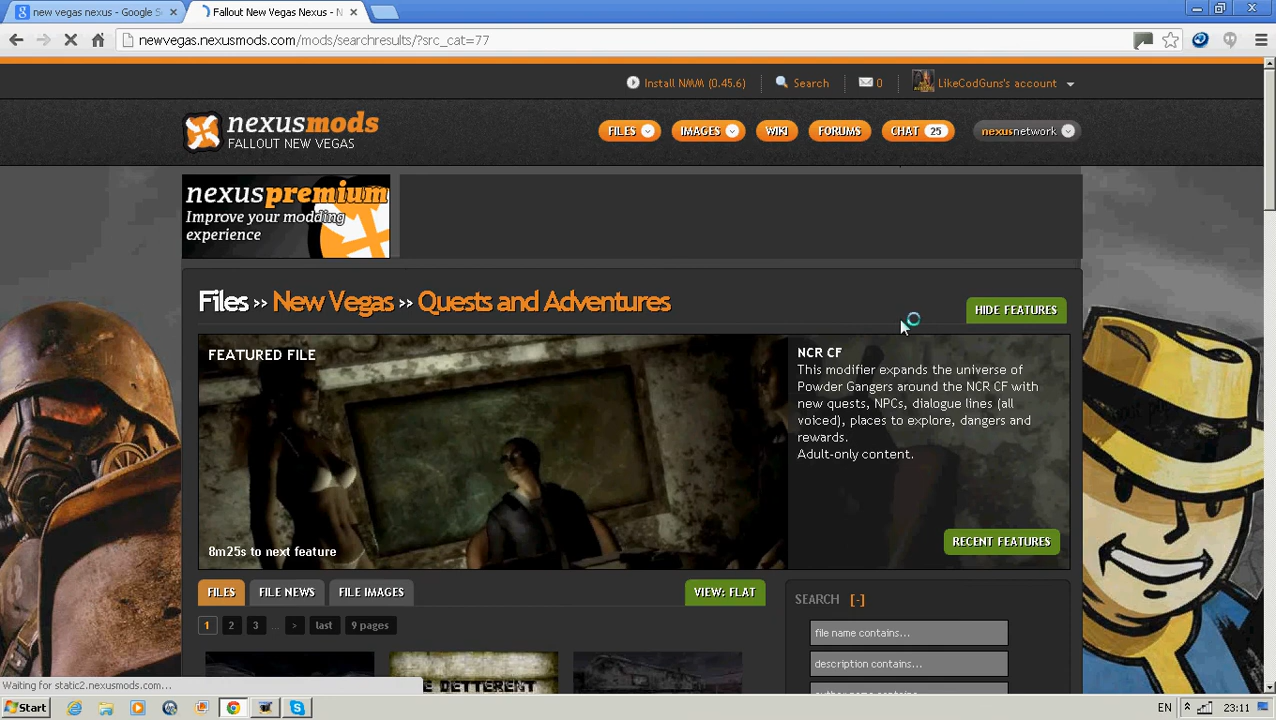 new vegas nexus - Google S
Fallout New Vegas Nexus - N
newvegas.nexusmods.com/mods/searchresults/?src_cat=77
Install NMM (0.45.6)
Search
0
LikeCodGuns's account
nexusmods
FALLOUT NEW VEGAS
FILES
IMAGES
WIKI
FORUMS
CHAT 25
nexusnetwork
nexuspremium
Improve your modding
experience
Files >> New Vegas >> Quests and Adventures
HIDE FEATURES
FEATURED FILE
NCR CF
This modifier expands the universe of
Powder Gangers around the NCR CF with
new quests, NPCs, dialogue lines (all
voiced), places to explore, dangers and
rewards.
Adult-only content.
8m25s to next feature
RECENT FEATURES
FILES
FILE NEWS
FILE IMAGES
VIEW: FLAT
SEARCH [-]
1 2 3 ... > last 9 pages
file name contains...
description contains...
author name contains...
Waiting for static2.nexusmods.com...
Start
EN
23:11